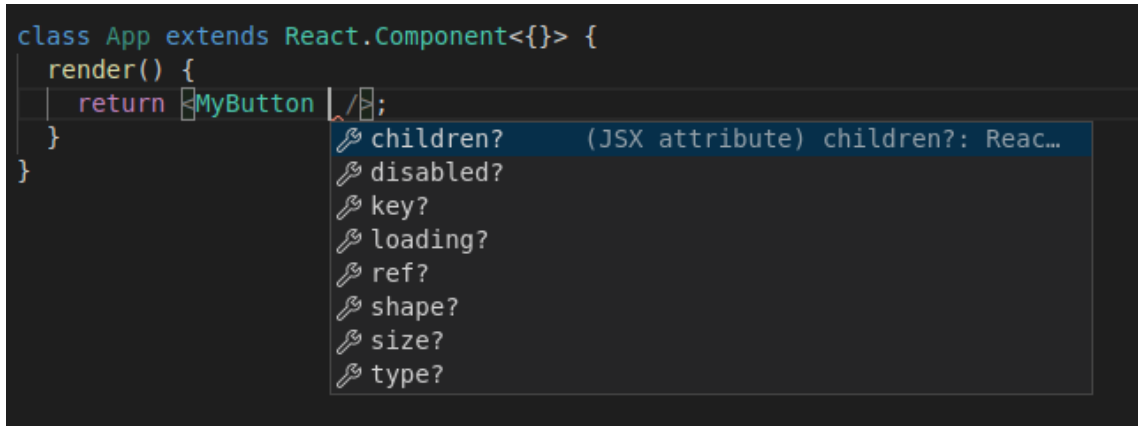 class App extends React.Component<{}> {
render() {
return <MyButton />;
}
}
children? (JSX attribute) children?: Reac…
disabled?
key?
loading?
ref?
shape?
size?
type?